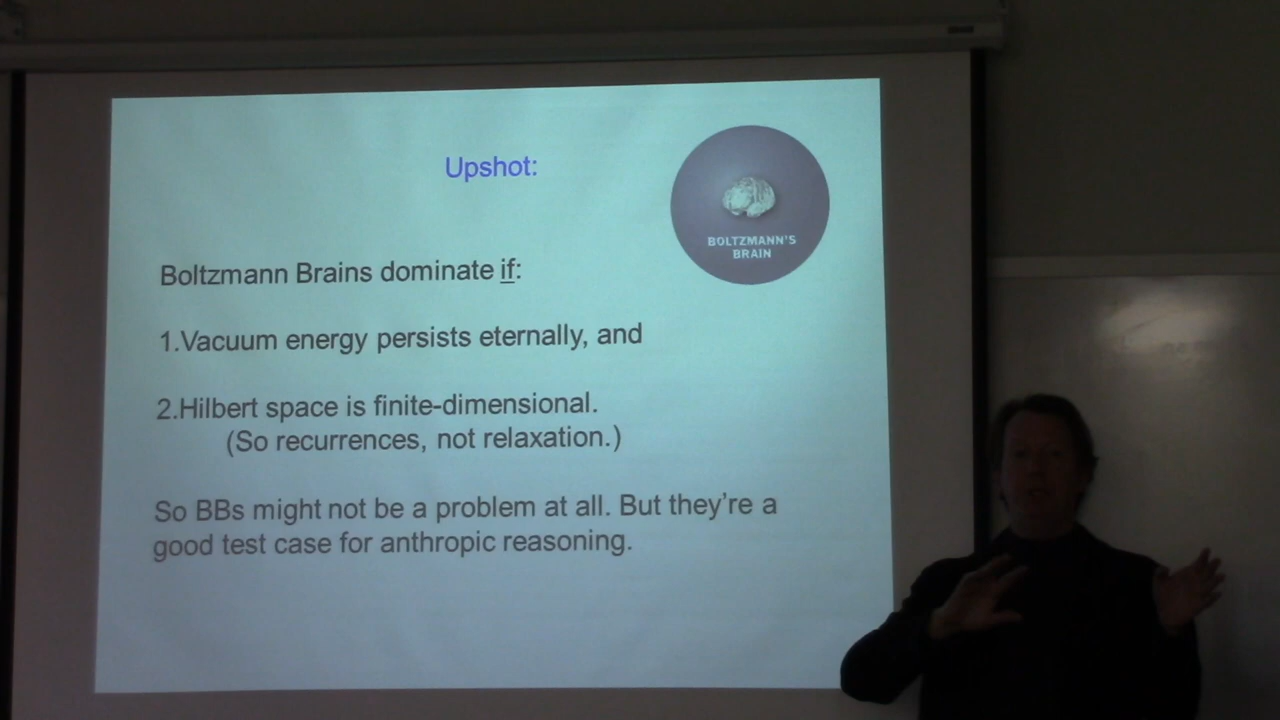 Upshot:
BOLTZMANN'S
BRAIN
Boltzmann Brains dominate if:
1.Vacuum energy persists eternally, and
2.Hilbert space is finite-dimensional.
(So recurrences, not relaxation.)
So BBs might not be a problem at all. But they're a
good test case for anthropic reasoning.